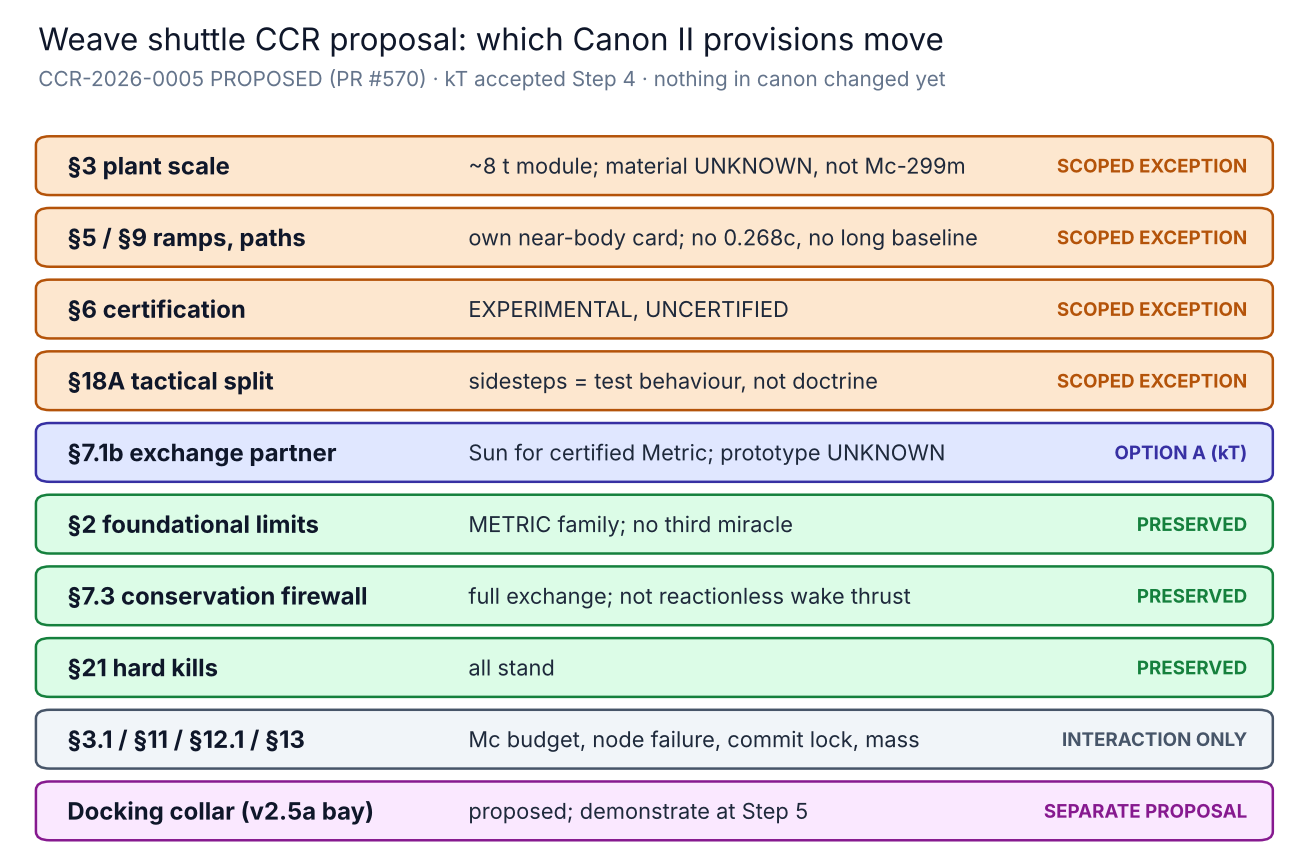 Weave shuttle CCR proposal: which Canon II provisions move
CCR-2026-0005 PROPOSED (PR #570) · kT accepted Step 4 · nothing in canon changed yet
§3 plant scale ~8 t module; material UNKNOWN, not Mc-299m SCOPED EXCEPTION
§5 / §9 ramps, paths own near-body card; no 0.268c, no long baseline SCOPED EXCEPTION
§6 certification EXPERIMENTAL, UNCERTIFIED SCOPED EXCEPTION
§18A tactical split sidesteps = test behaviour, not doctrine SCOPED EXCEPTION
§7.1b exchange partner Sun for certified Metric; prototype UNKNOWN OPTION A (kT)
§2 foundational limits METRIC family; no third miracle PRESERVED
§7.3 conservation firewall full exchange; not reactionless wake thrust PRESERVED
§21 hard kills all stand PRESERVED
§3.1 / §11 / §12.1 / §13 Mc budget, node failure, commit lock, mass INTERACTION ONLY
Docking collar (v2.5a bay) proposed; demonstrate at Step 5 SEPARATE PROPOSAL